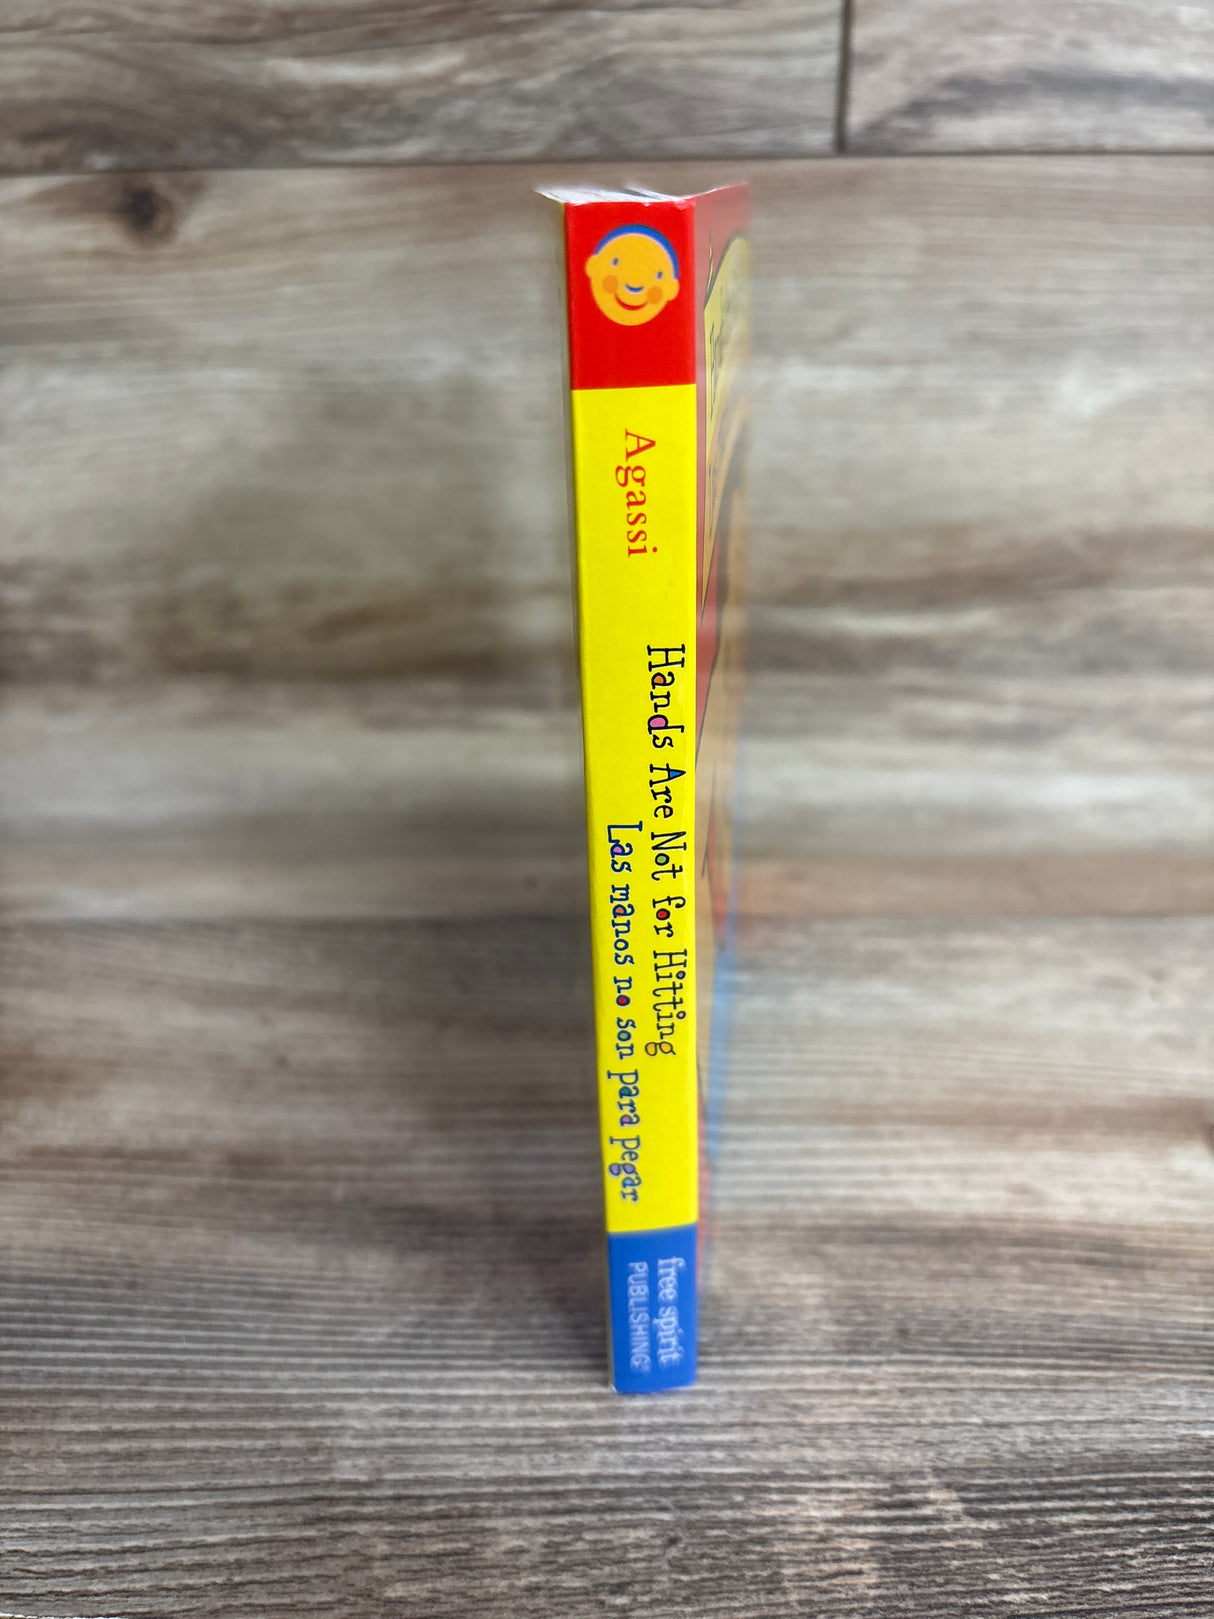 Agassi
Hands Are Not for Hitting
Las manos no son para pegar
free spirit
PUBLISHING®